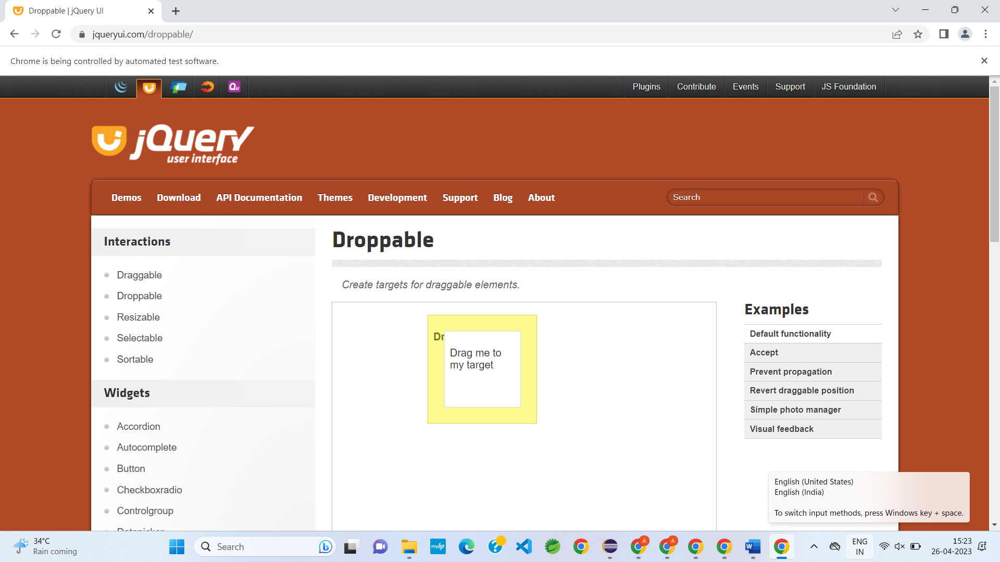 Droppable | jQuery UI
jqueryui.com/droppable/
Chrome is being controlled by automated test software.
Qu
Plugins Contribute Events Support JS Foundation
jQuery
user interface
Demos Download API Documentation Themes Development Support Blog About Search
Interactions
Draggable
Droppable
Resizable
Selectable
Sortable
Widgets
Accordion
Autocomplete
Button
Checkboxradio
Controlgroup
Droppable
Create targets for draggable elements.
Dr
Drag me to
my target
Examples
Default functionality
Accept
Prevent propagation
Revert draggable position
Simple photo manager
Visual feedback
English (United States)
English (India)
To switch input methods, press Windows key + space.
34°C
Rain coming
Search
myhp
A
A
W
ENG
IN
15:23
26-04-2023